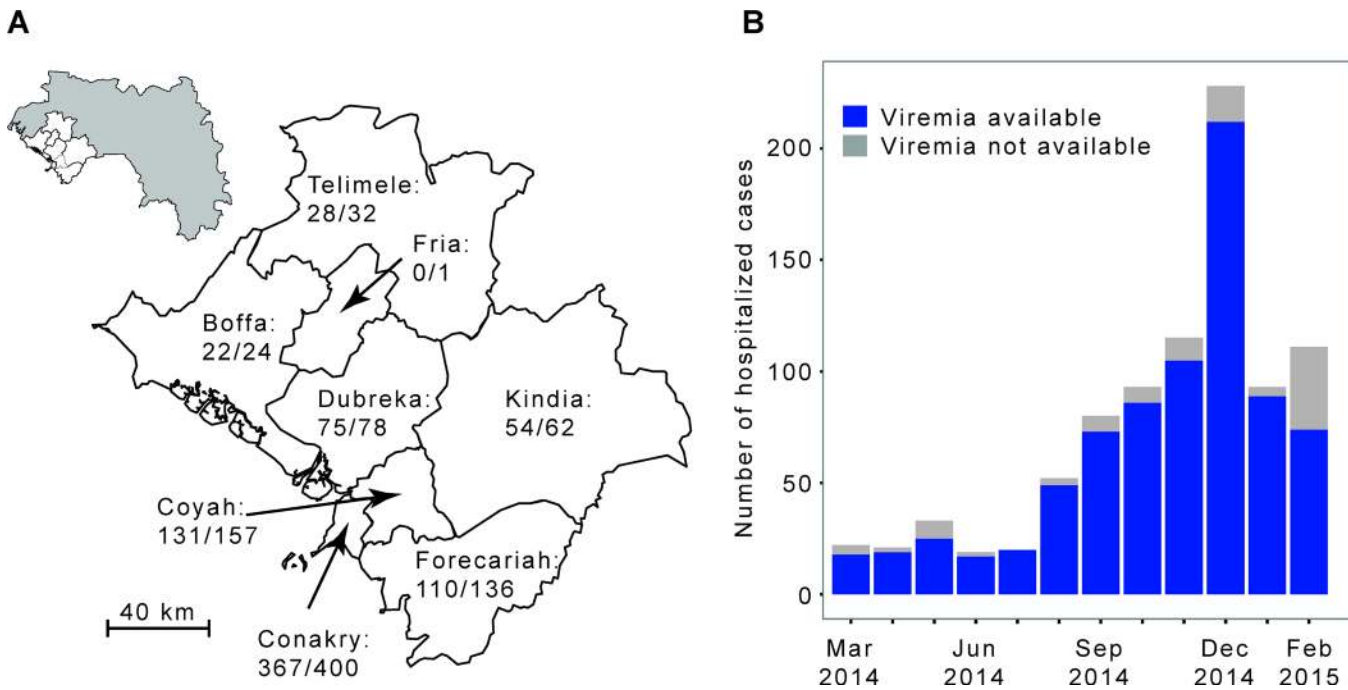 A
Telimele:
28/32
Fria:
0/1
Boffa:
22/24
Dubreka:
75/78
Kindia:
54/62
Coyah:
131/157
Forecariah:
110/136
Conakry:
367/400
40 km
B
Viremia available
Viremia not available
Number of hospitalized cases
200
150
100
50
0
Mar
2014
Jun
2014
Sep
2014
Dec
2014
Feb
2015